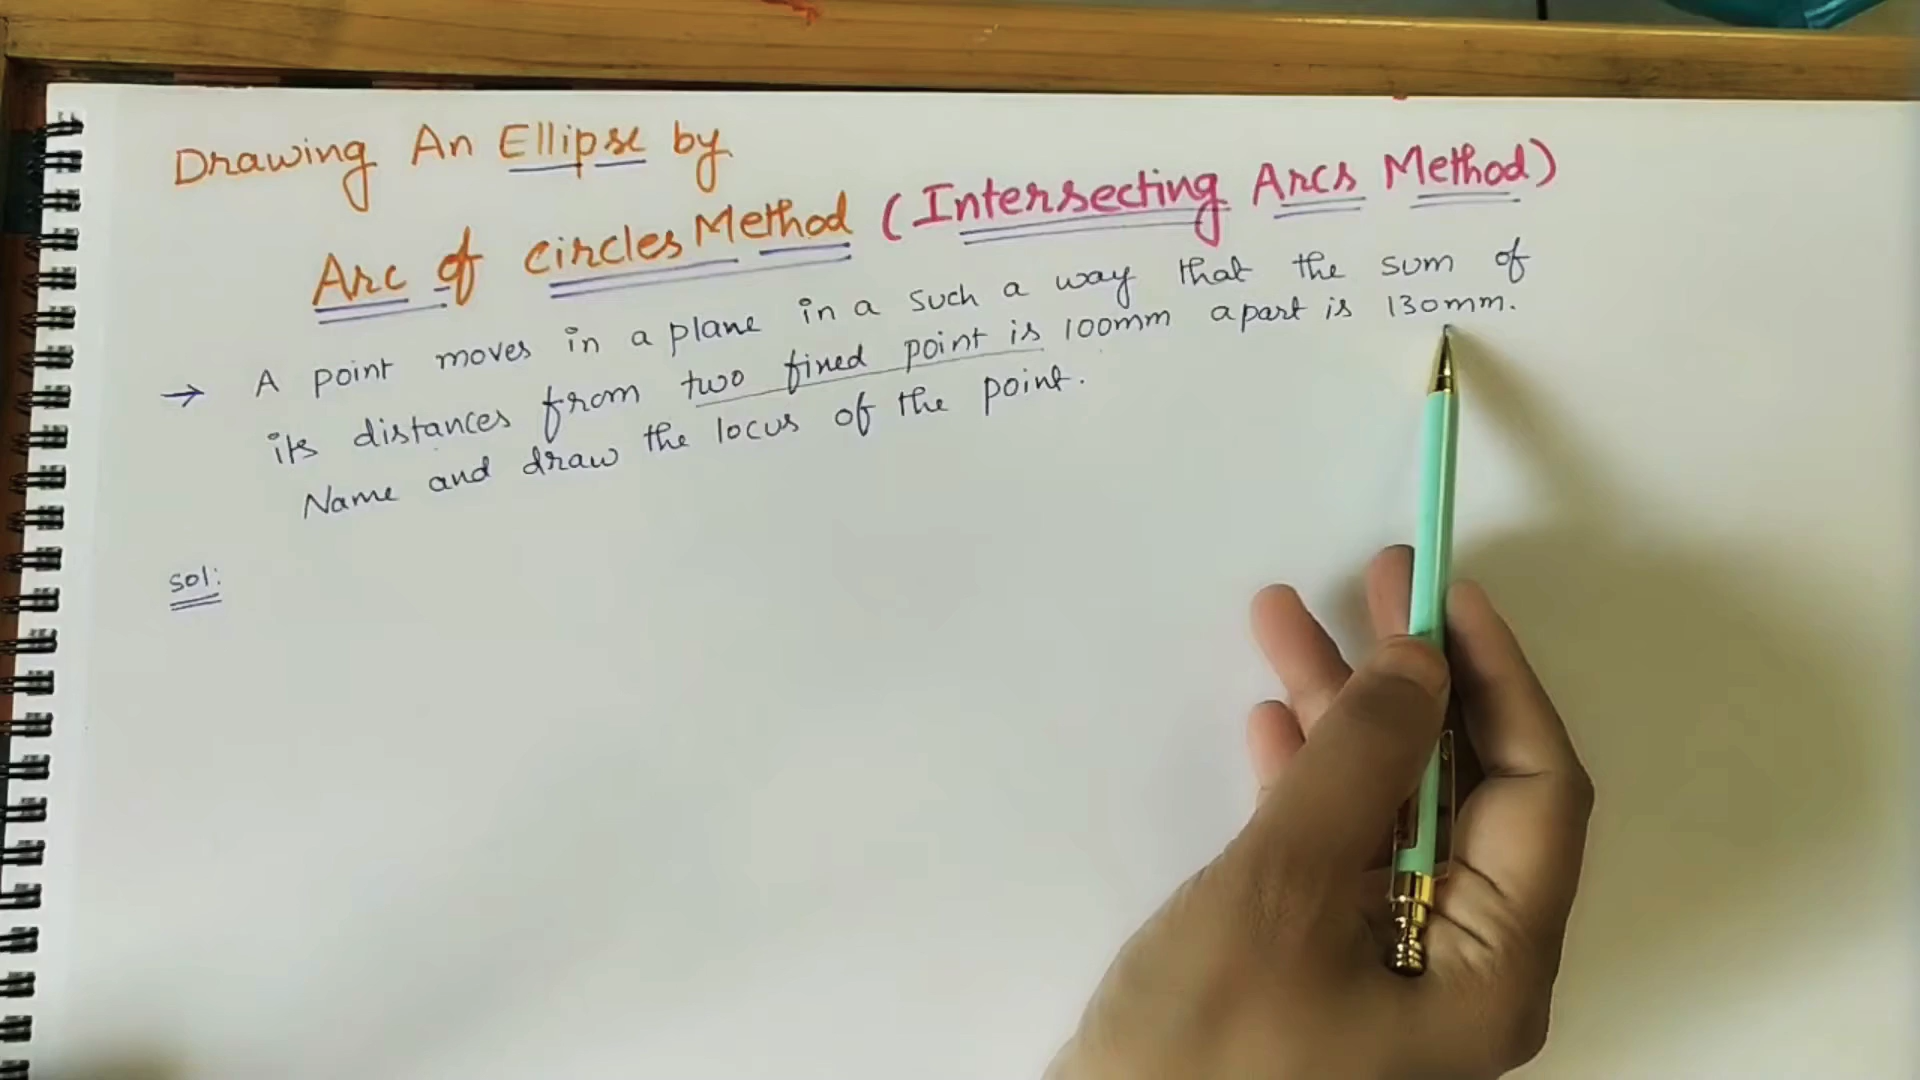 Drawing An Ellipse by
Arc of circles Method (Intersecting Arcs Method)
→ A point moves in a plane in a such a way that the sum of
its distances from two fixed point is 100mm apart is 130mm.
Name and draw the locus of the point.
sol: